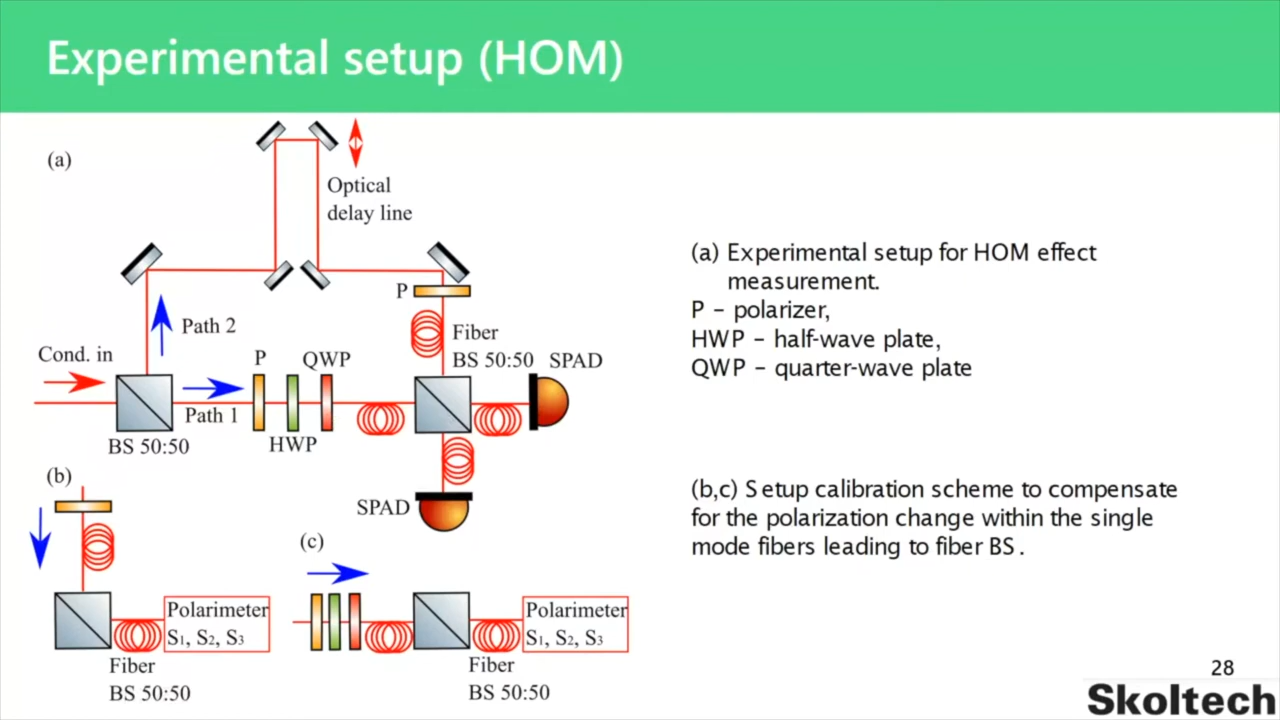 Experimental setup (HOM)
(a)
Optical
delay line
P
Path 2
Fiber
BS 50:50
SPAD
Cond. in
P
QWP
Path 1
HWP
BS 50:50
SPAD
(b)
Polarimeter
S1, S2, S3
Fiber
BS 50:50
(c)
Polarimeter
S1, S2, S3
Fiber
BS 50:50
(a) Experimental setup for HOM effect
measurement.
P – polarizer,
HWP – half-wave plate,
QWP – quarter-wave plate
(b,c) Setup calibration scheme to compensate
for the polarization change within the single
mode fibers leading to fiber BS.
28
Skoltech